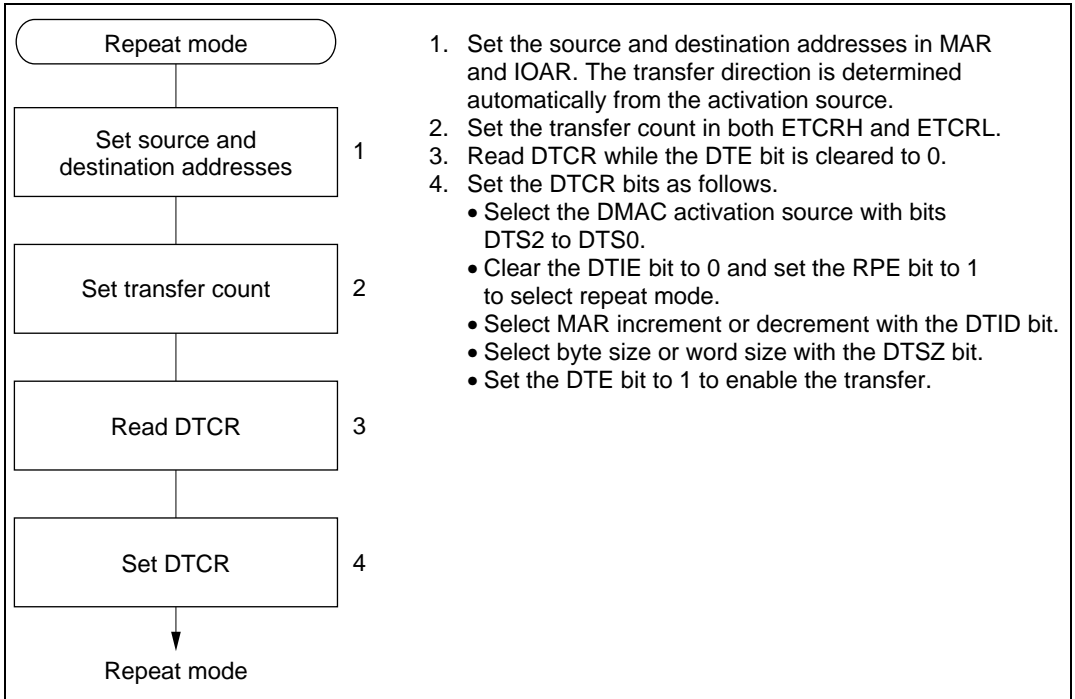 Repeat mode
Set source and
destination addresses
1
Set transfer count
2
Read DTCR
3
Set DTCR
4
Repeat mode
1. Set the source and destination addresses in MAR
and IOAR. The transfer direction is determined
automatically from the activation source.
2. Set the transfer count in both ETCRH and ETCRL.
3. Read DTCR while the DTE bit is cleared to 0.
4. Set the DTCR bits as follows.
• Select the DMAC activation source with bits
DTS2 to DTS0.
• Clear the DTIE bit to 0 and set the RPE bit to 1
to select repeat mode.
• Select MAR increment or decrement with the DTID bit.
• Select byte size or word size with the DTSZ bit.
• Set the DTE bit to 1 to enable the transfer.